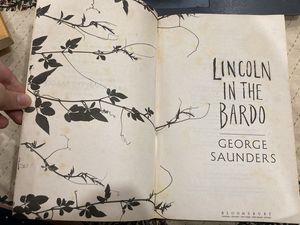 LINCOLN
IN THE
BARDO
GEORGE
SAUNDERS
BLOOMSBURY